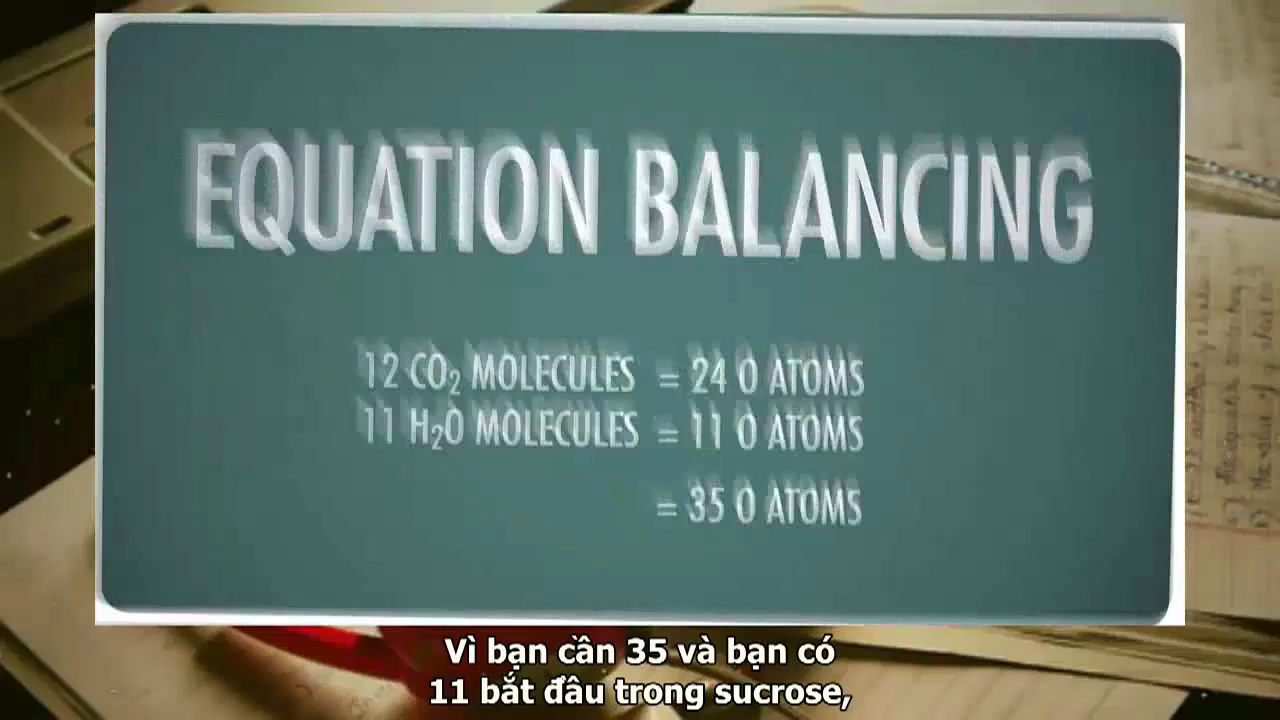 EQUATION BALANCING
12 CO₂ MOLECULES = 24 O ATOMS
11 H₂O MOLECULES = 11 O ATOMS
= 35 O ATOMS
Vì bạn cần 35 và bạn có
11 bắt đâu trong sucrose,